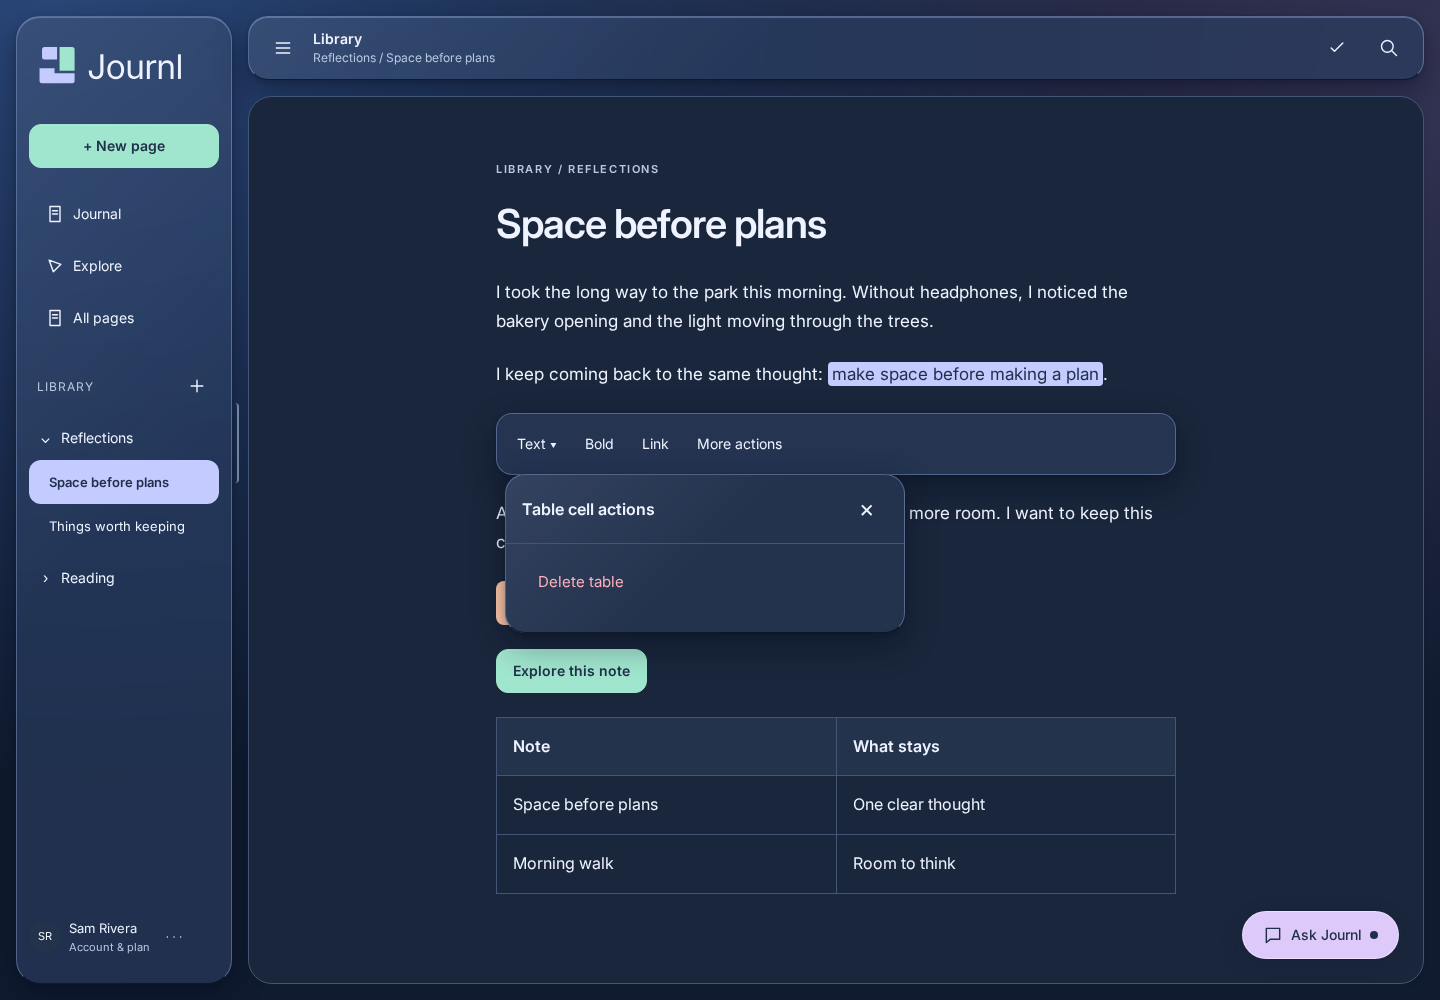 Journl
+ New page
Journal
Explore
All pages
LIBRARY
Reflections
Space before plans
Things worth keeping
Reading
SR
Sam Rivera
Account & plan
...
Library
Reflections / Space before plans
LIBRARY / REFLECTIONS
Space before plans
I took the long way to the park this morning. Without headphones, I noticed the
bakery opening and the light moving through the trees.
I keep coming back to the same thought: make space before making a plan.
Text Bold Link More actions
more room. I want to keep this
Table cell actions
Delete table
Explore this note
Note What stays
Space before plans One clear thought
Morning walk Room to think
Ask Journl